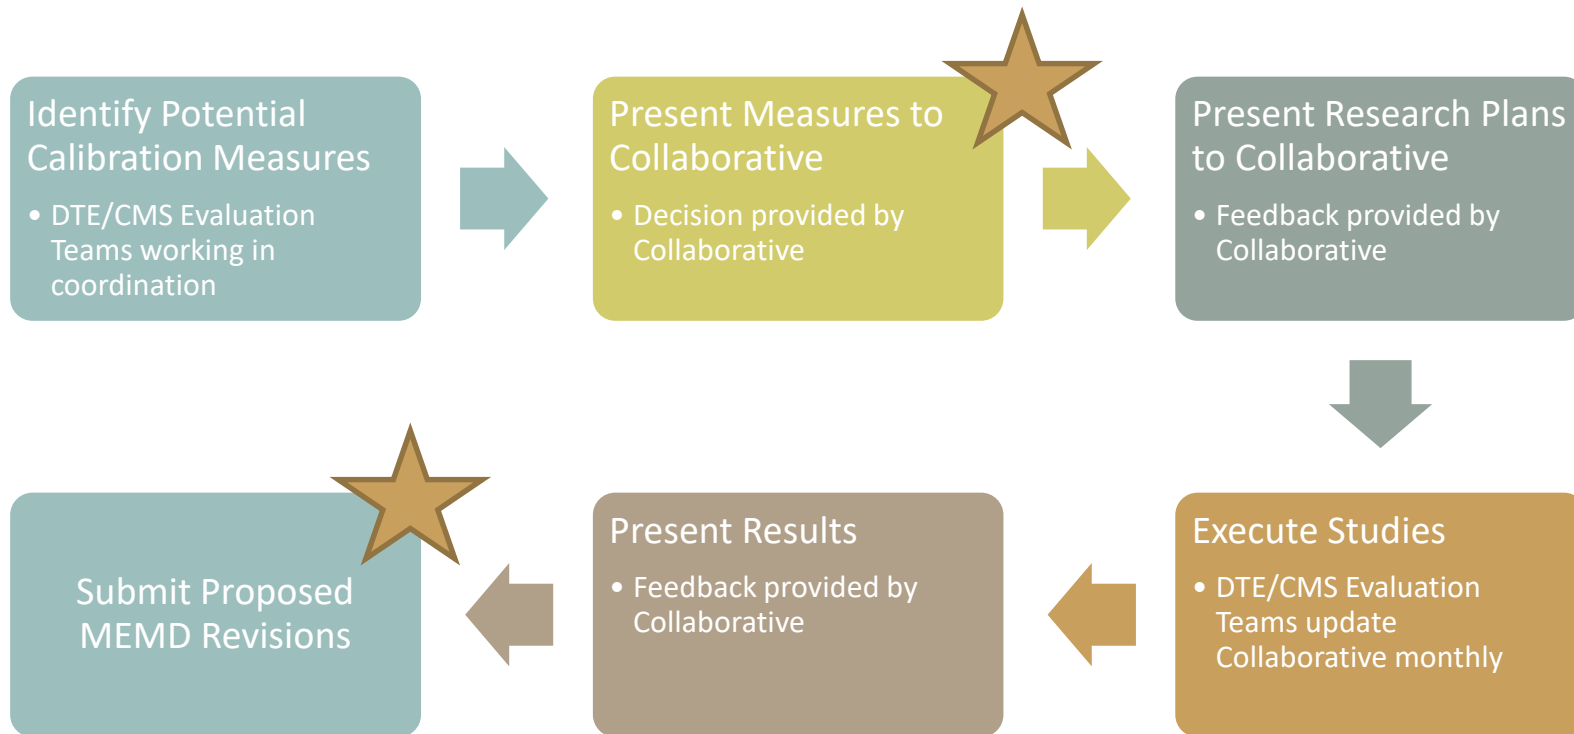 Identify Potential
Calibration Measures
• DTE/CMS Evaluation
Teams working in
coordination
Present Measures to
Collaborative
• Decision provided by
Collaborative
Present Research Plans
to Collaborative
• Feedback provided by
Collaborative
Execute Studies
• DTE/CMS Evaluation
Teams update
Collaborative monthly
Present Results
• Feedback provided by
Collaborative
Submit Proposed
MEMD Revisions